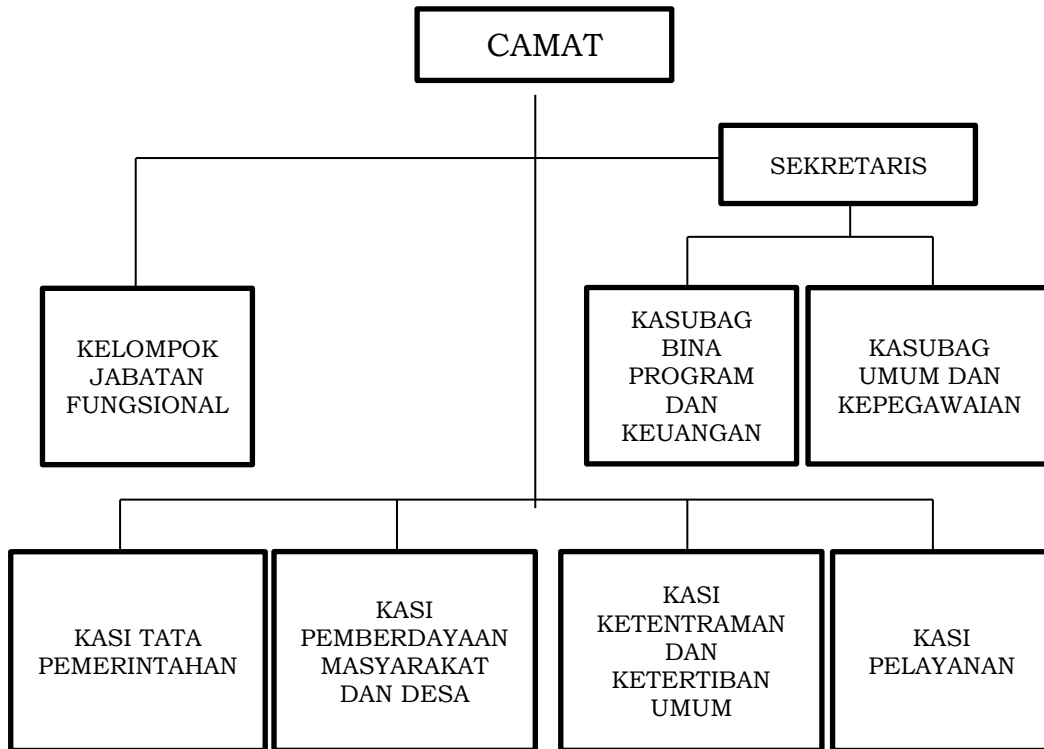 CAMAT
SEKRETARIS
KELOMPOK
JABATAN
FUNGSIONAL
KASUBAG
BINA
PROGRAM
DAN
KEUANGAN
KASUBAG
UMUM DAN
KEPEGAWAIAN
KASI TATA
PEMERINTAHAN
KASI
PEMBERDAYAAN
MASYARAKAT
DAN DESA
KASI
KETENTRAMAN
DAN
KETERTIBAN
UMUM
KASI
PELAYANAN